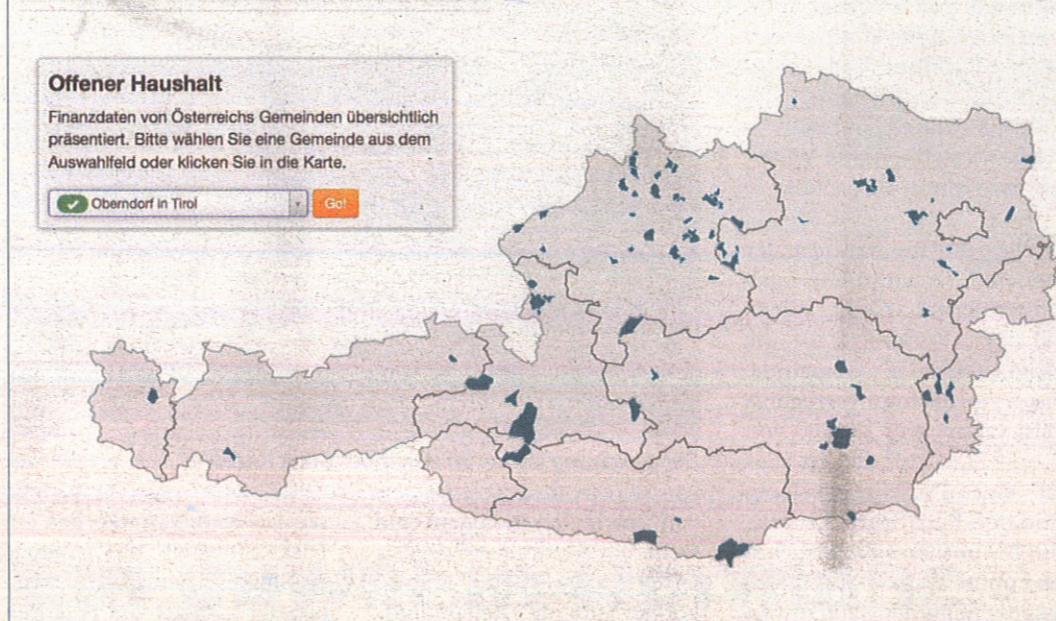 Offener Haushalt
Finanzdaten von Österreichs Gemeinden übersichtlich
präsentiert. Bitte wählen Sie eine Gemeinde aus dem
Auswahlfeld oder klicken Sie in die Karte.
Oberndorf in Tirol
Go!